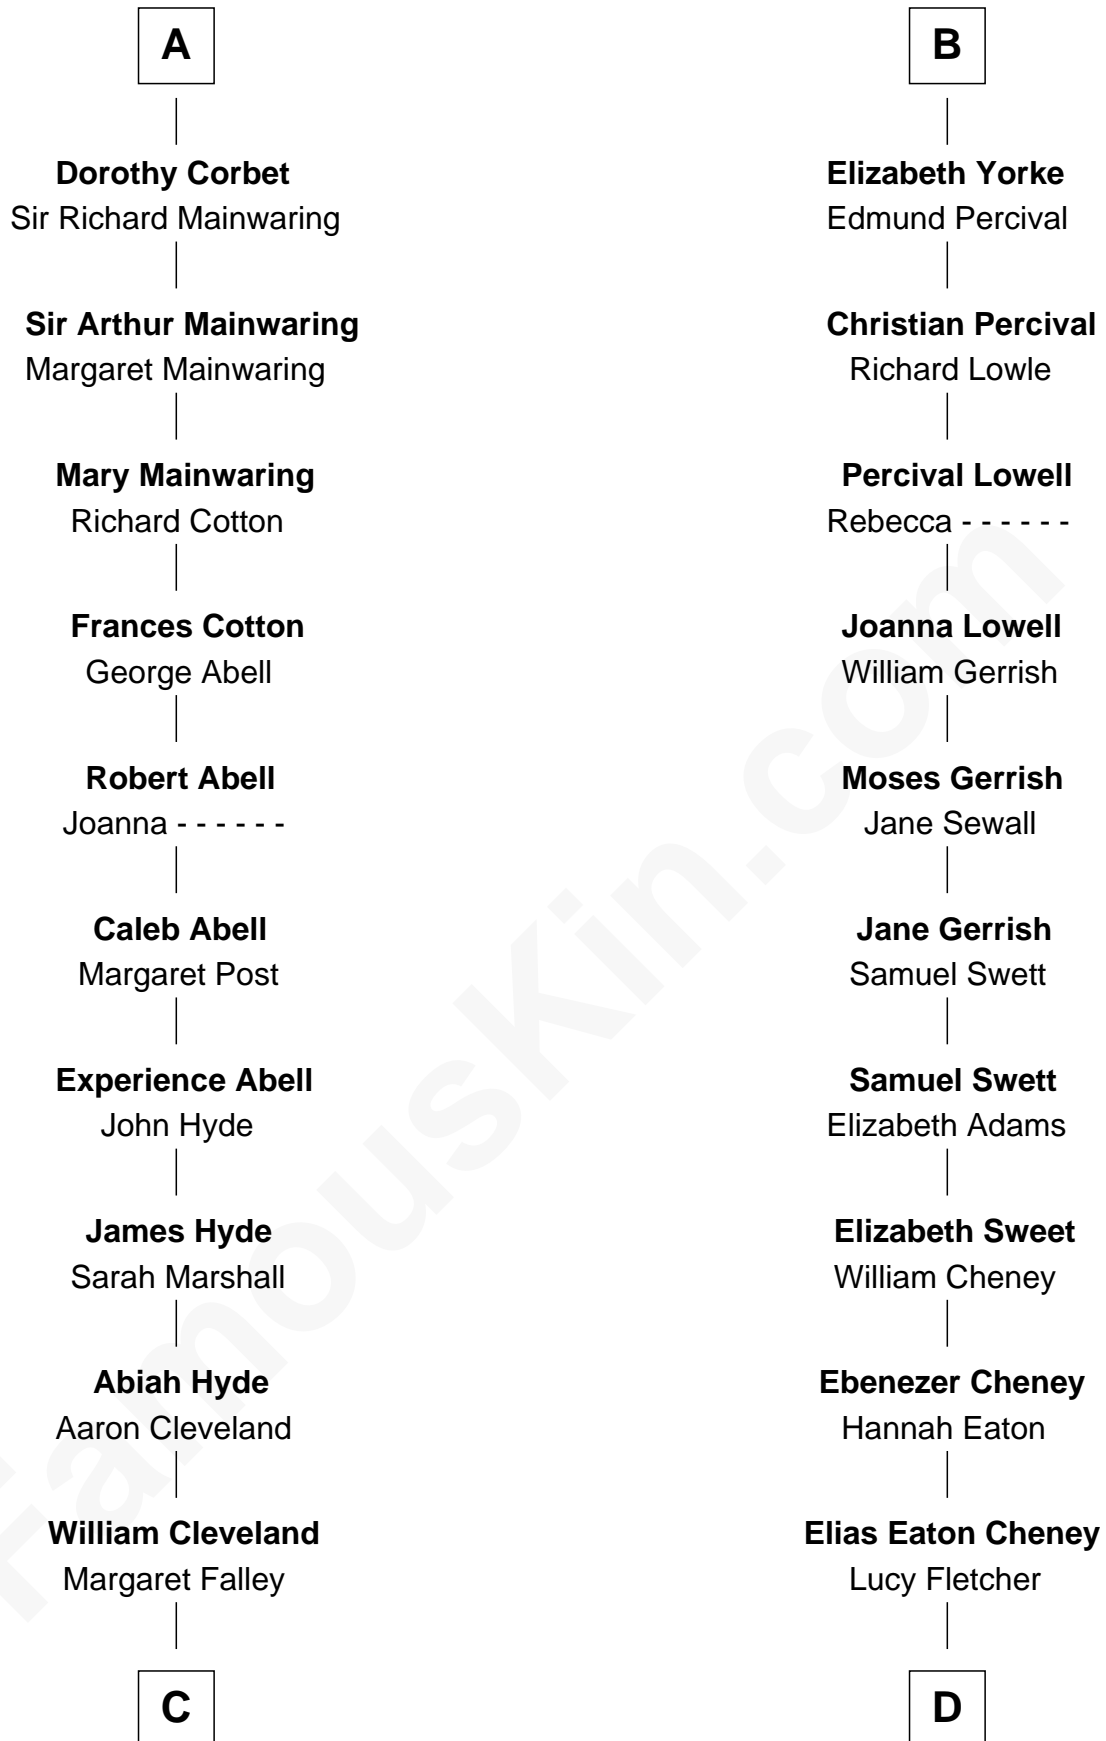 A
Dorothy Corbet
Sir Richard Mainwaring
Sir Arthur Mainwaring
Margaret Mainwaring
Mary Mainwaring
Richard Cotton
Frances Cotton
George Abell
Robert Abell
Joanna - - - - - -
Caleb Abell
Margaret Post
Experience Abell
John Hyde
James Hyde
Sarah Marshall
Abiah Hyde
Aaron Cleveland
William Cleveland
Margaret Falley
C
B
Elizabeth Yorke
Edmund Percival
Christian Percival
Richard Lowle
Percival Lowell
Rebecca - - - - - -
Joanna Lowell
William Gerrish
Moses Gerrish
Jane Sewall
Jane Gerrish
Samuel Swett
Samuel Swett
Elizabeth Adams
Elizabeth Sweet
William Cheney
Ebenezer Cheney
Hannah Eaton
Elias Eaton Cheney
Lucy Fletcher
D
FamousKin.com